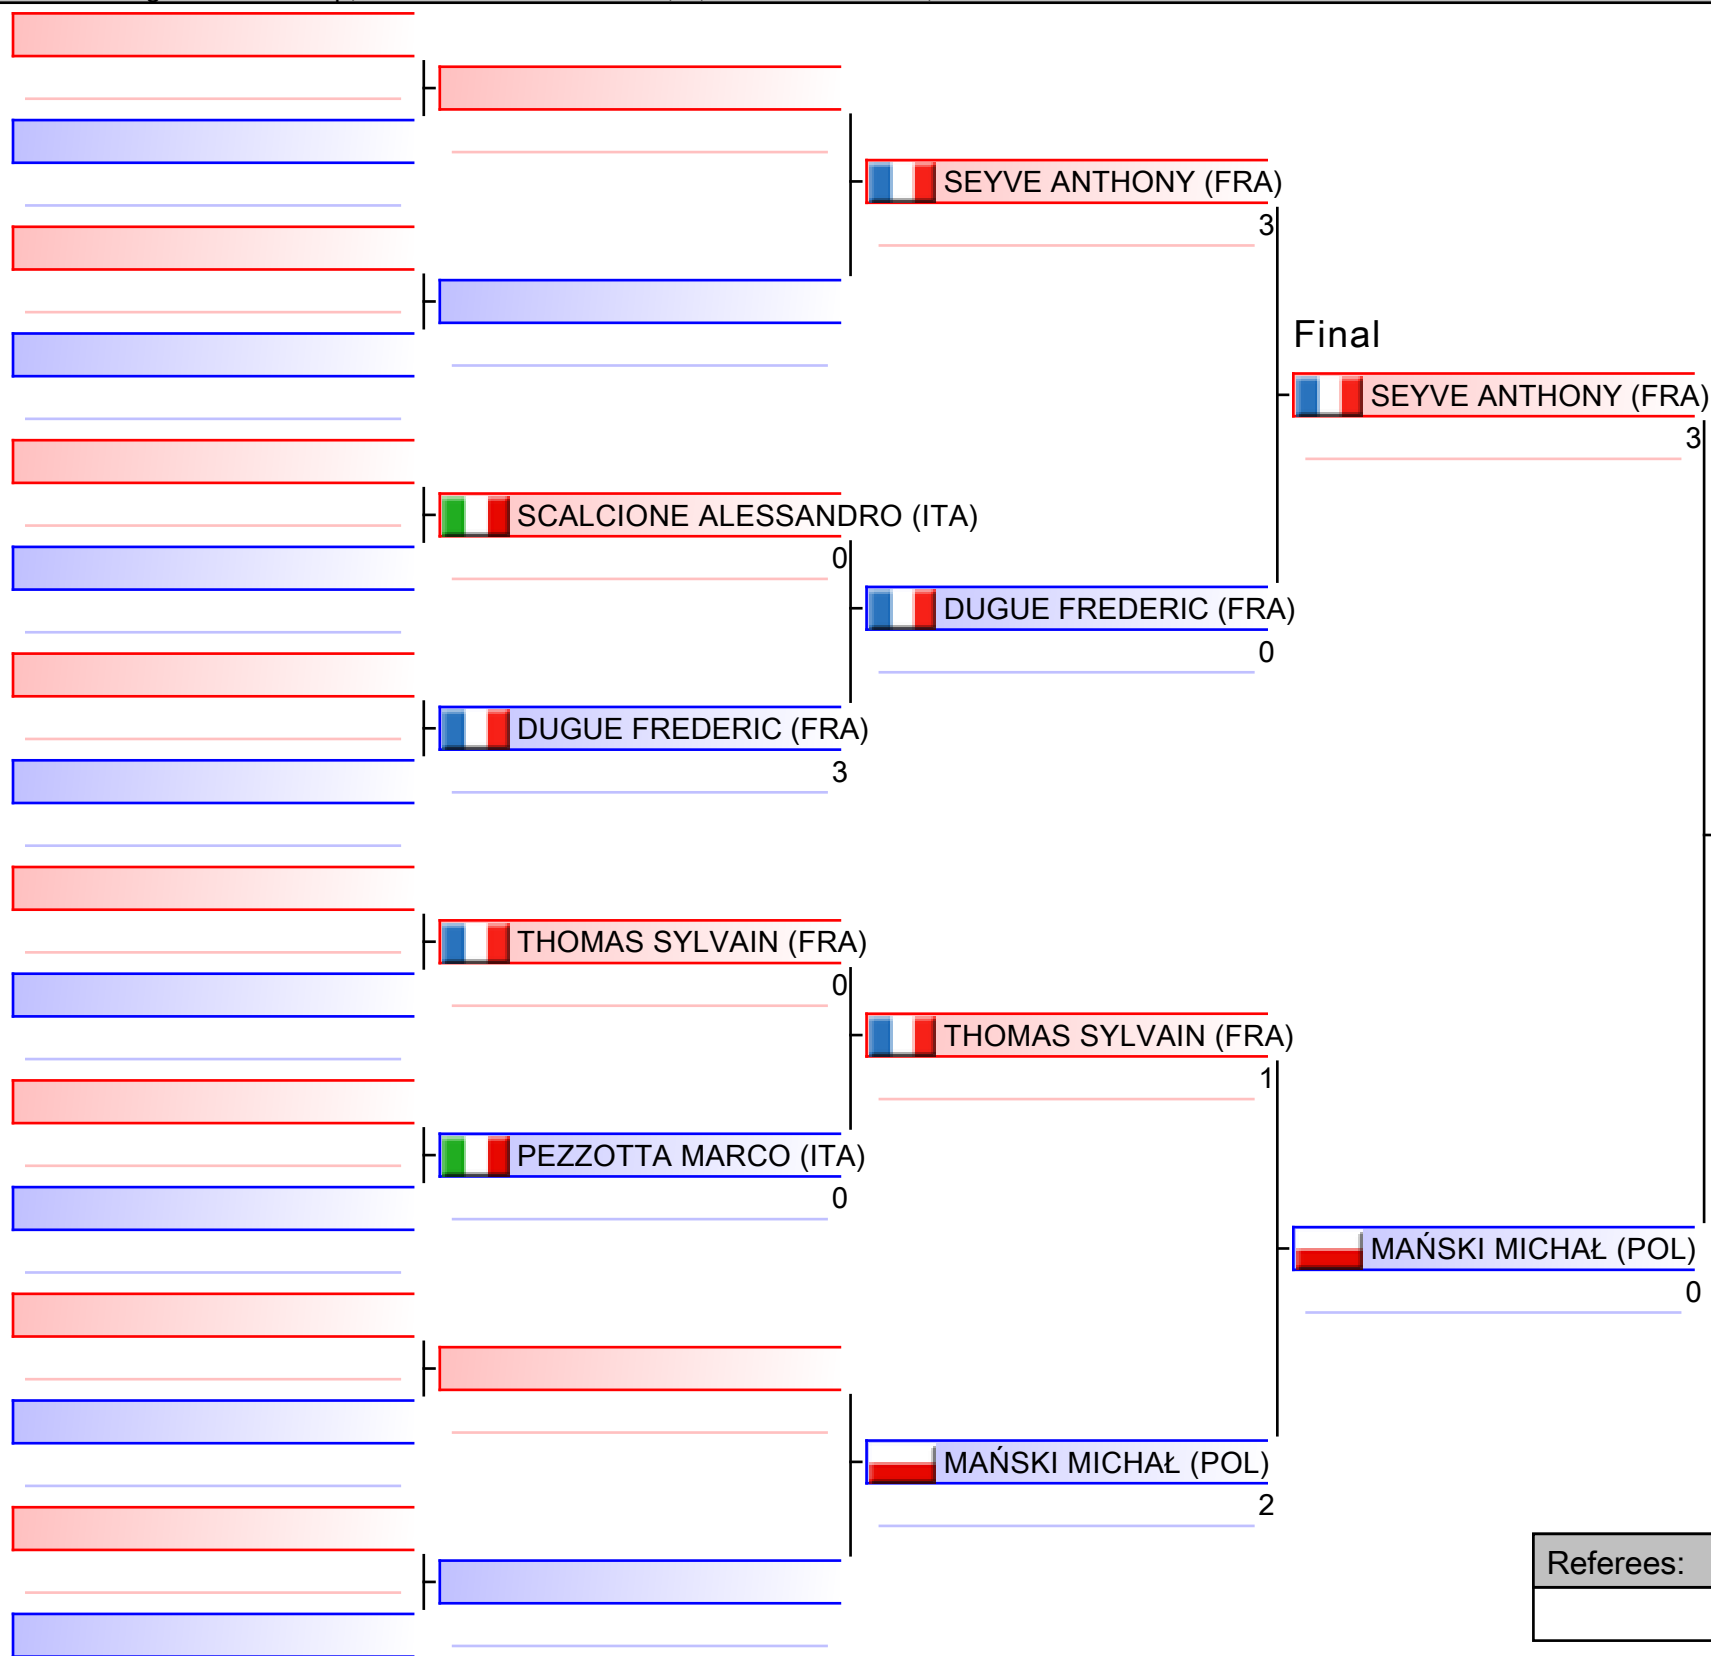 SEYVE ANTHONY (FRA)
3
Final
SEYVE ANTHONY (FRA)
3
SCALCIONE ALESSANDRO (ITA)
0
DUGUE FREDERIC (FRA)
0
DUGUE FREDERIC (FRA)
3
THOMAS SYLVAIN (FRA)
0
THOMAS SYLVAIN (FRA)
1
PEZZOTTA MARCO (ITA)
0
MAŃSKI MICHAŁ (POL)
0
MAŃSKI MICHAŁ (POL)
2
Referees: